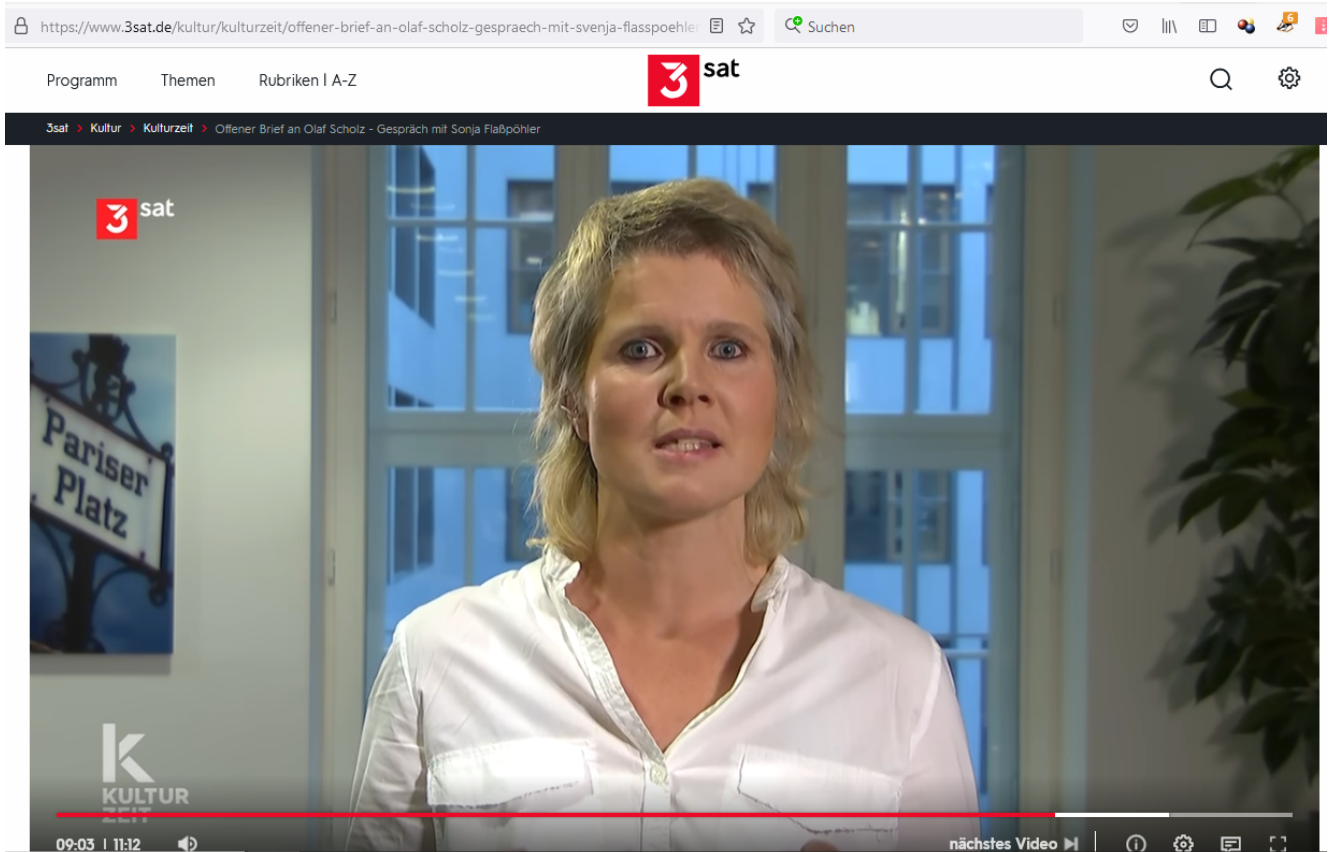 https://www.3sat.de/kultur/kulturzeit/offener-brief-an-olaf-scholz-gespraech-mit-svenja-flasspoehle
Suchen
6
Programm
Themen
Rubriken | A-Z
3sat
3sat > Kultur > Kulturzeit > Offener Brief an Olaf Scholz - Gespräch mit Sonja Flaßpöhler
3sat
Pariser
Platz
k
KULTUR
ZEIT
09:03 | 11:12
nächstes Video